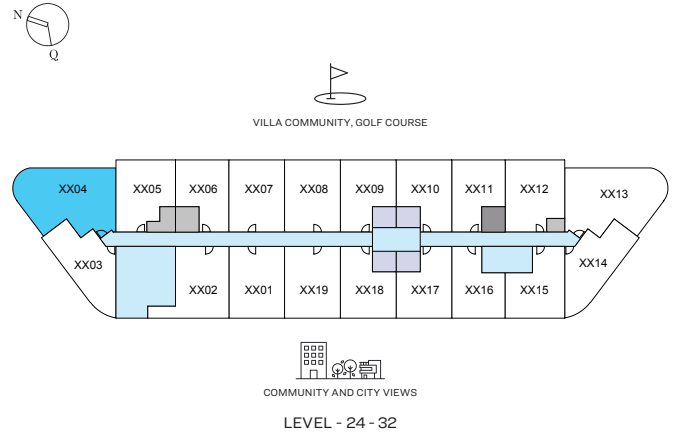 N
Q
VILLA COMMUNITY, GOLF COURSE
XX04 XX05 XX06 XX07 XX08 XX09 XX10 XX11 XX12 XX13
XX03 XX14
XX02 XX01 XX19 XX18 XX17 XX16 XX15
COMMUNITY AND CITY VIEWS
LEVEL - 24 - 32